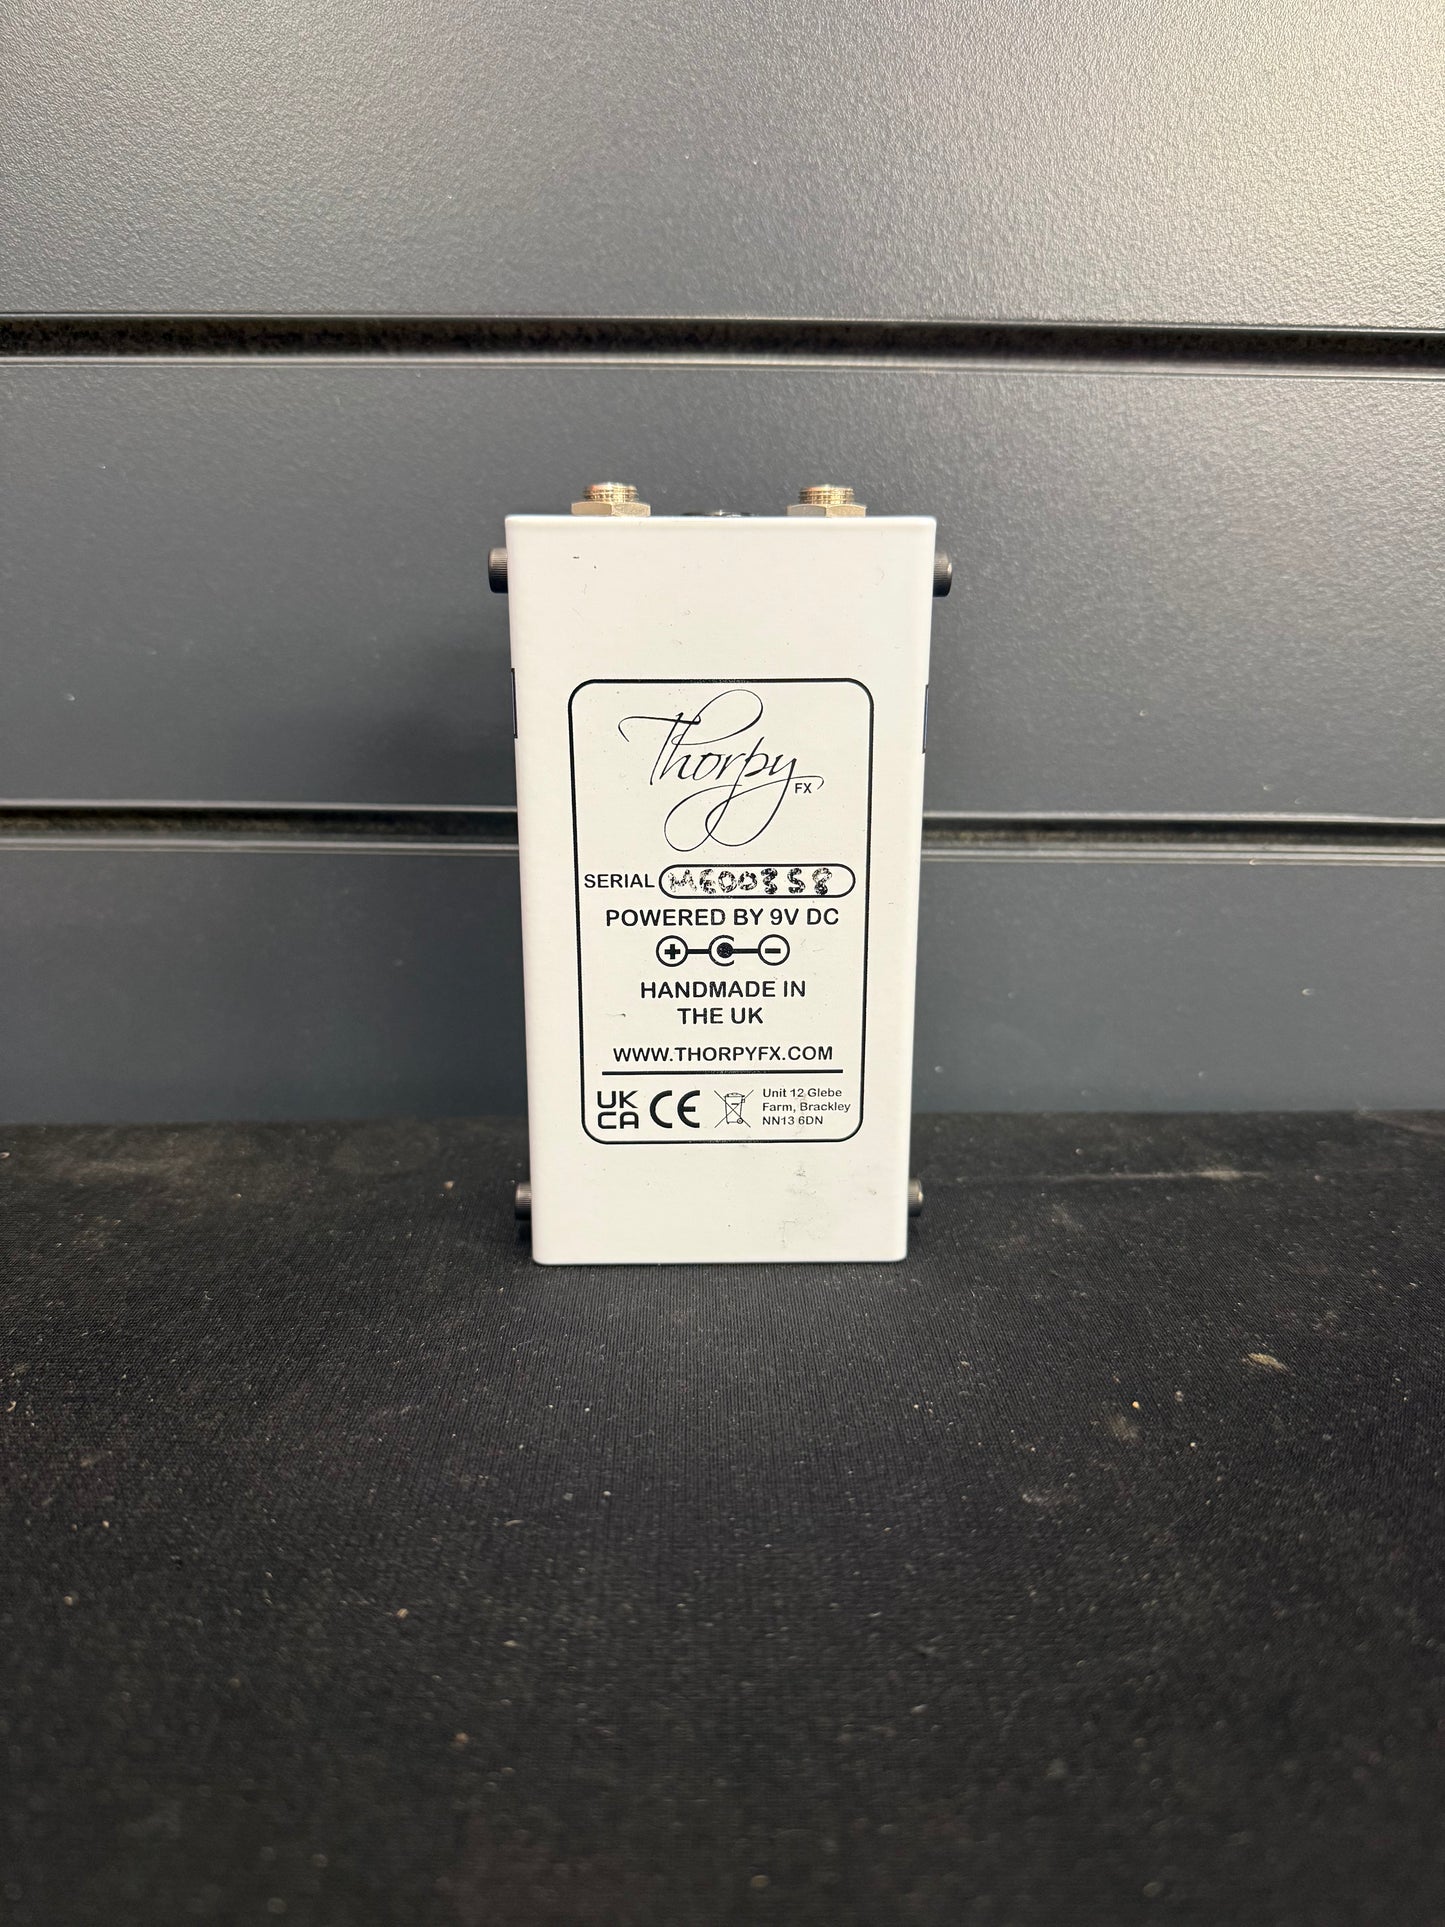 Thorpy
FX
SERIAL ME00358
POWERED BY 9V DC
HANDMADE IN
THE UK
WWW.THORPYFX.COM
UK
CA
CE
Unit 12 Glebe
Farm, Brackley
NN13 6DN